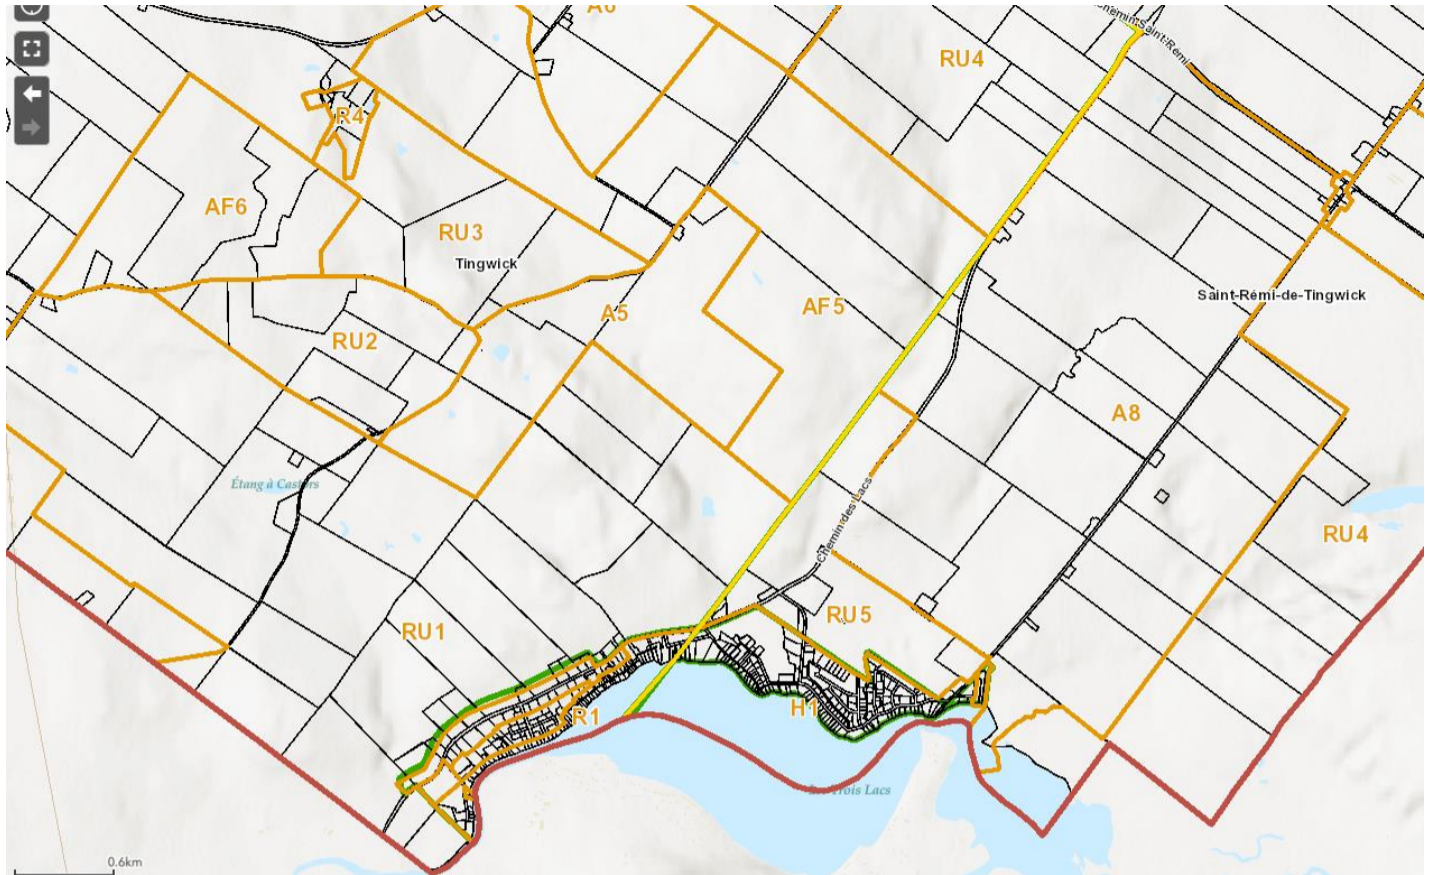 A6
Chemin Saint-Rémi
RU4
R4
AF6
RU3
Tingwick
Saint-Rémi-de-Tingwick
A5
AF5
RU2
A8
Étang à Castors
Chemin des Lacs
RU4
RU5
RU1
R1
H1
Les Trois Lacs
0.6km